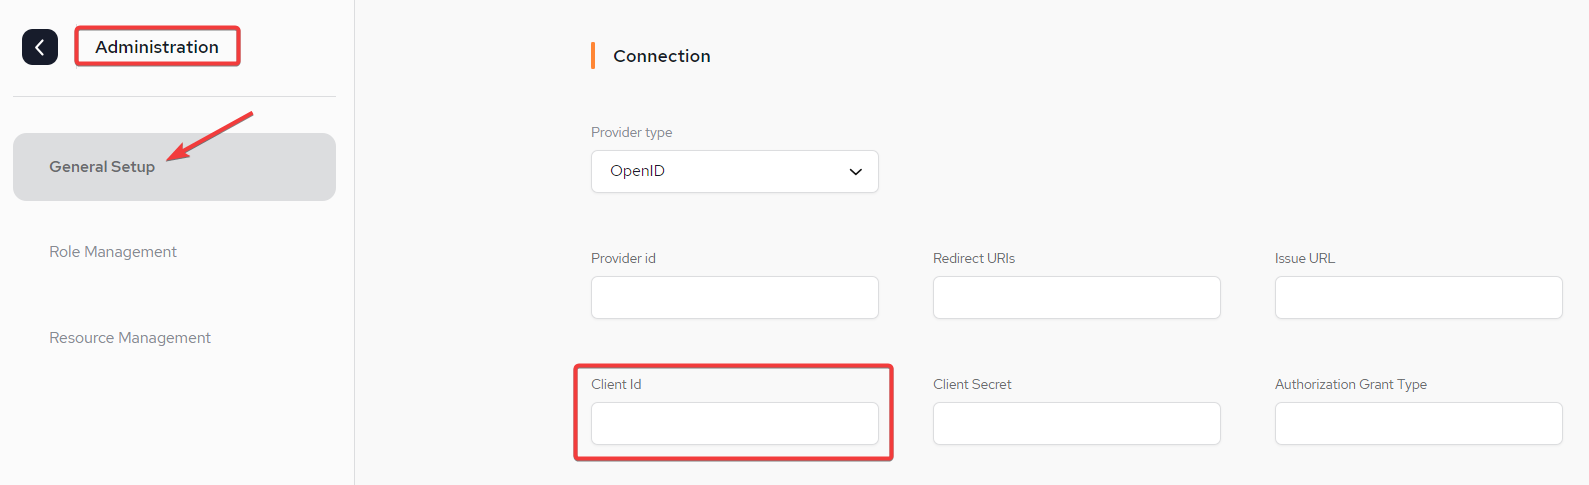 Administration
General Setup
Role Management
Resource Management
Connection
Provider type
OpenID
Provider id
Redirect URIs
Issue URL
Client Id
Client Secret
Authorization Grant Type